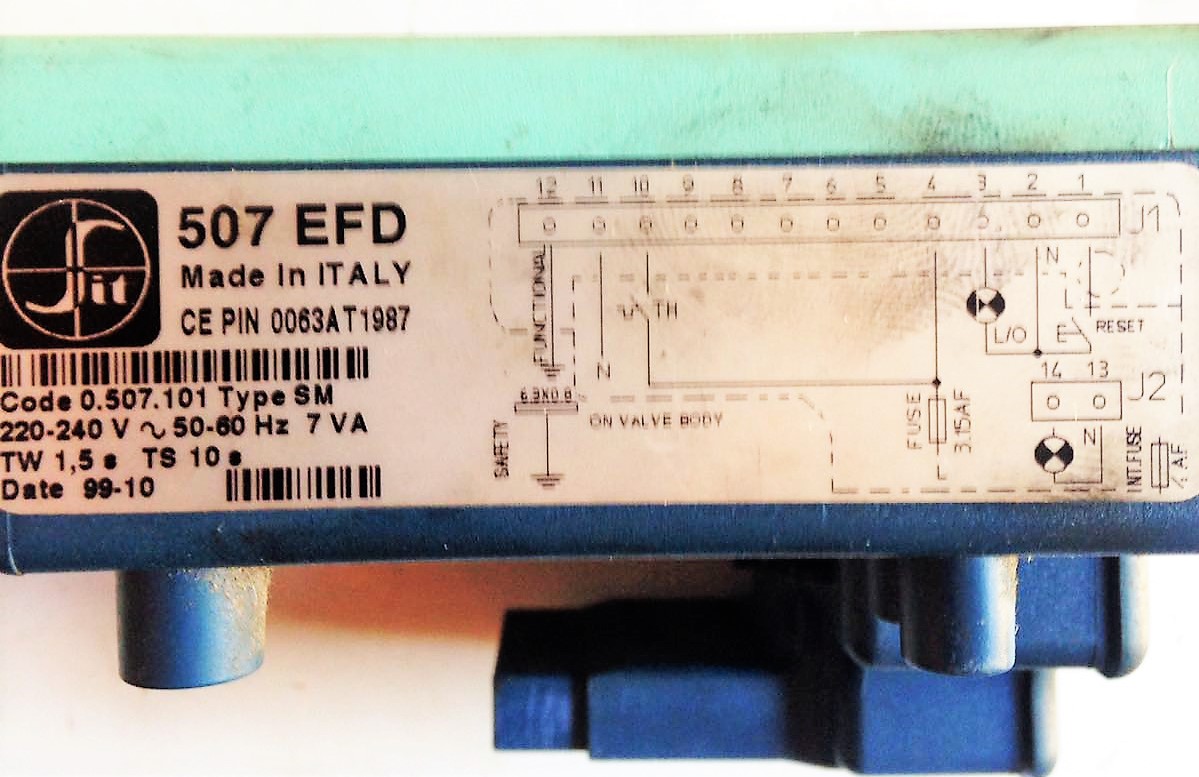 Sit
507 EFD
Made In ITALY
CE PIN 0063AT1987
Code 0.507.101 Type SM
220-240 V ∿ 50-60 Hz 7 VA
TW 1,5 s TS 10 s
Date 99-10
12 11 10 9 8 7 6 5 4 3 2 1
J1
FUNCTIONAL
N
TH
N
L/O
E
RESET
14 13
J2
6.3X0.8
SAFETY
ON VALVE BODY
FUSE
3.15AF
N
INT.FUSE
AF